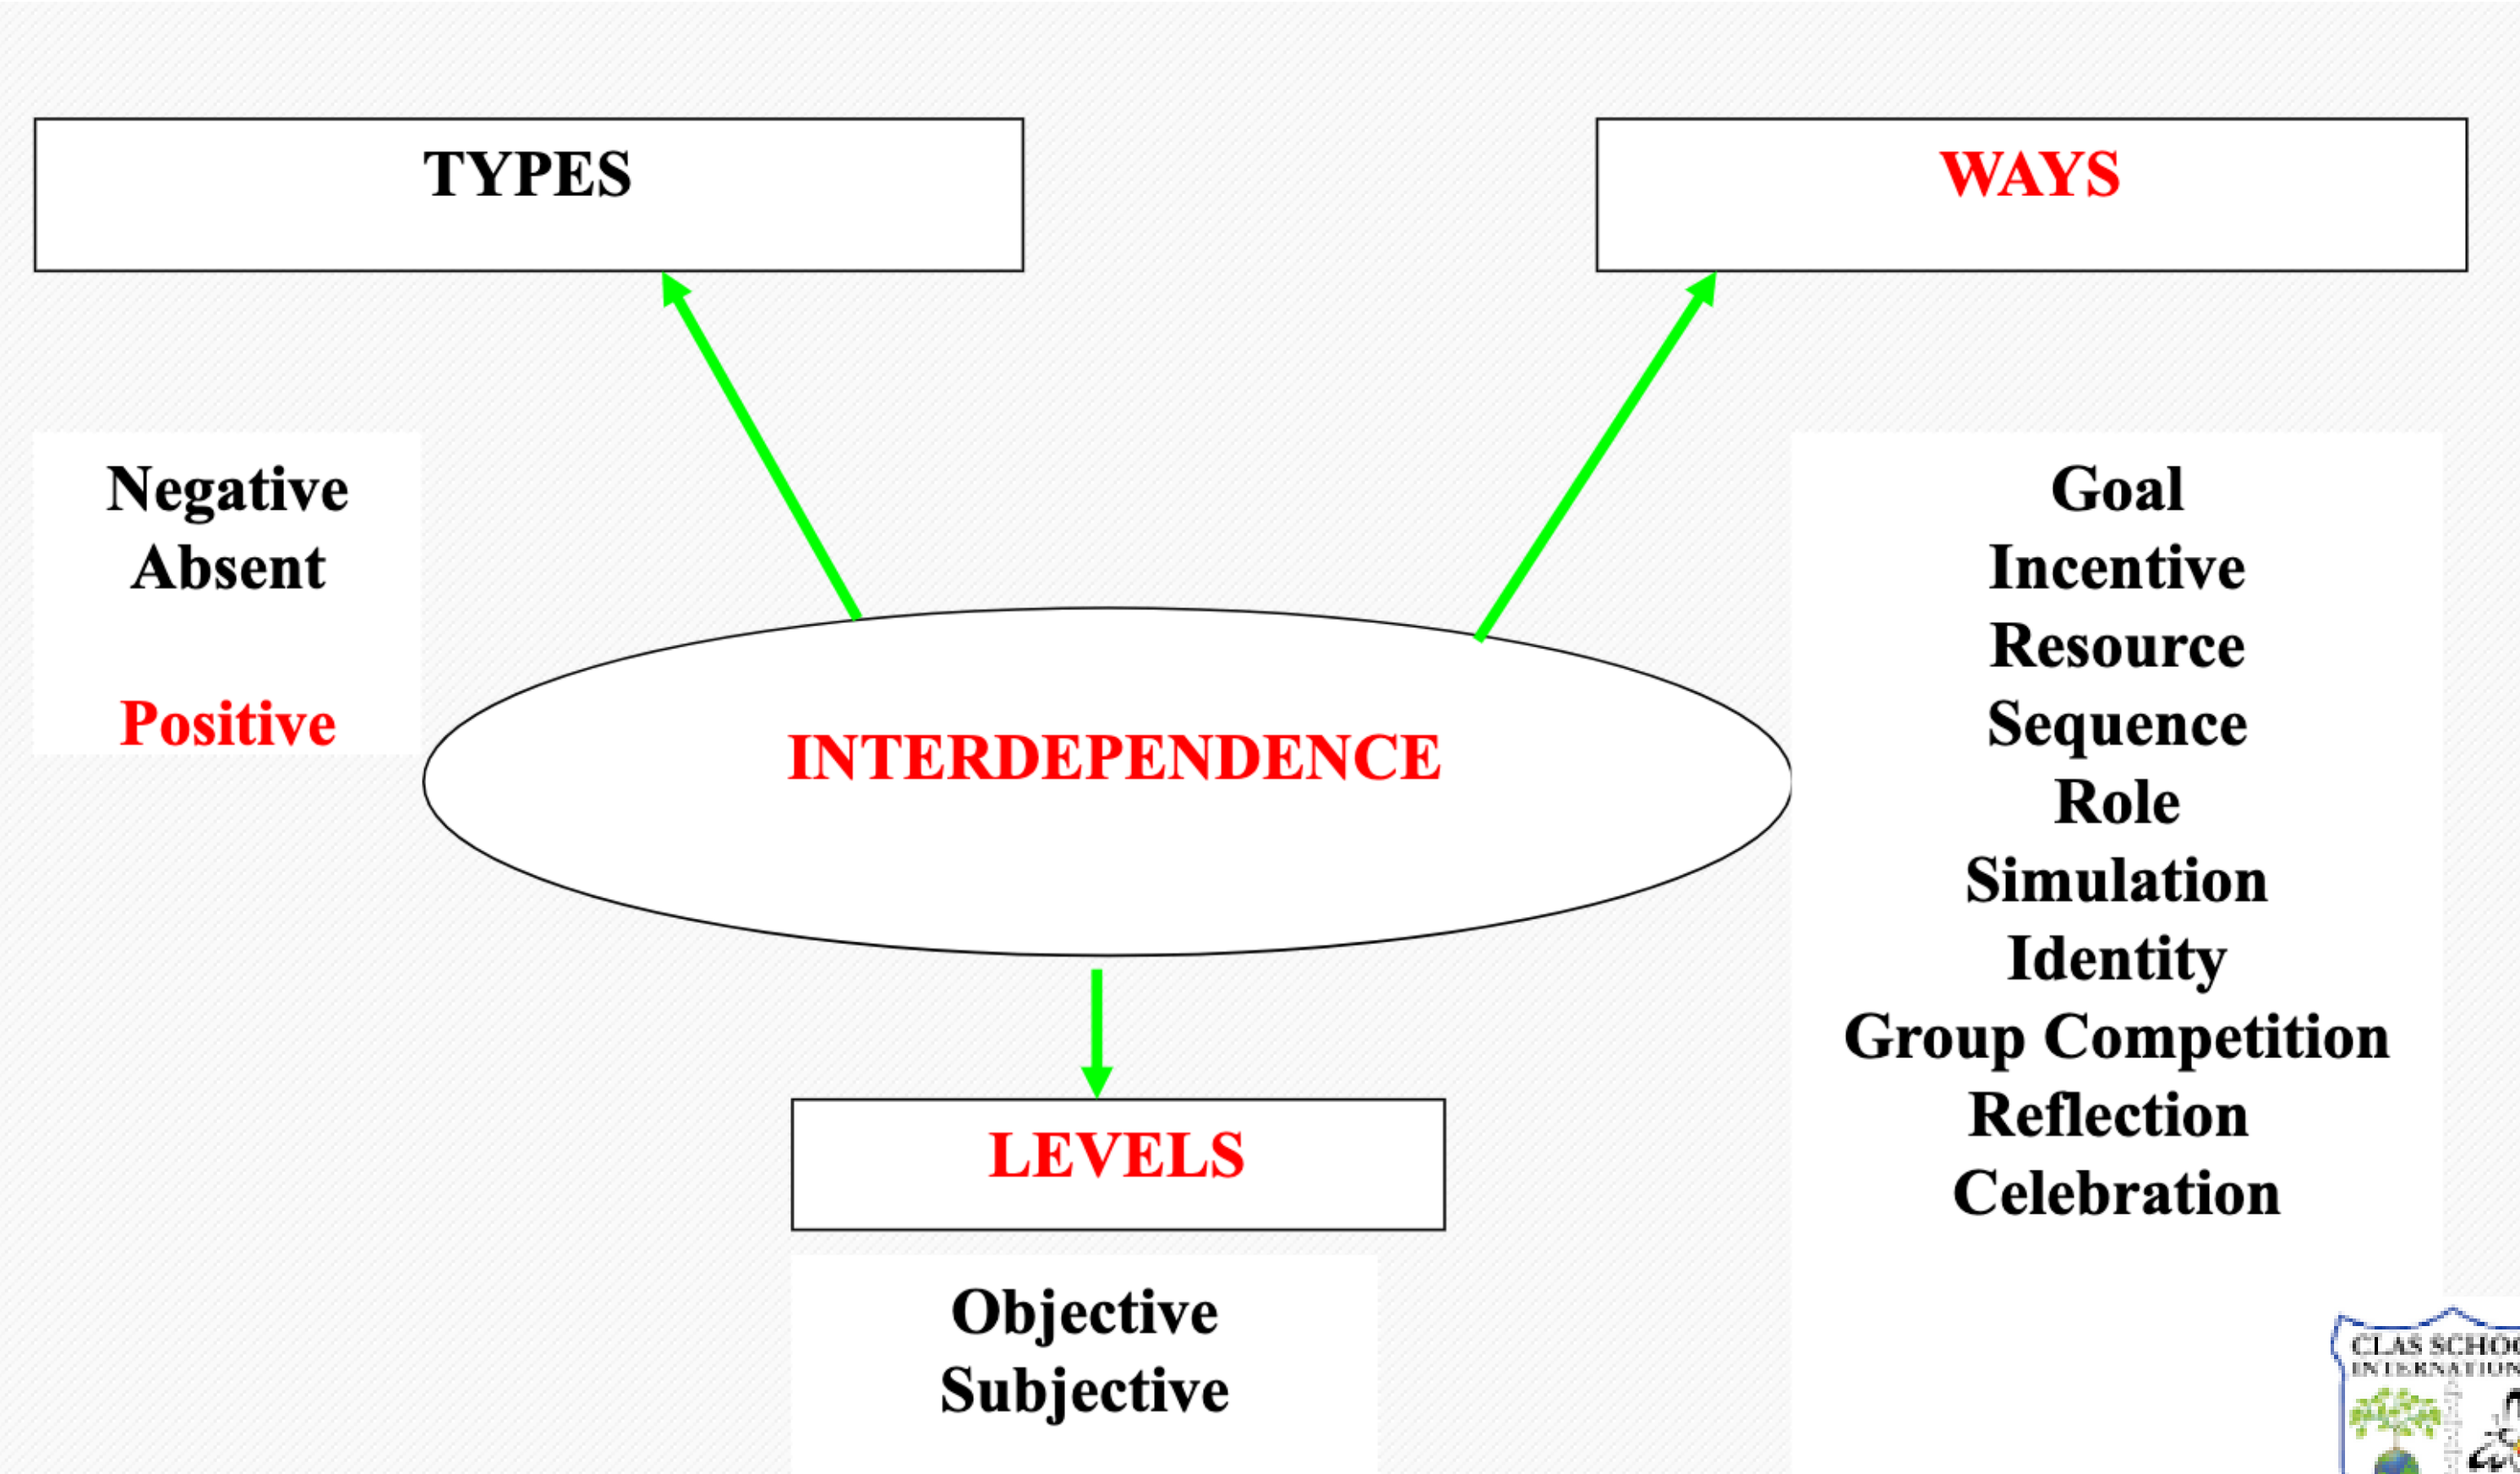 TYPES
WAYS
Negative
Absent
Positive
INTERDEPENDENCE
Goal
Incentive
Resource
Sequence
Role
Simulation
Identity
Group Competition
Reflection
Celebration
LEVELS
Objective
Subjective
CLAS